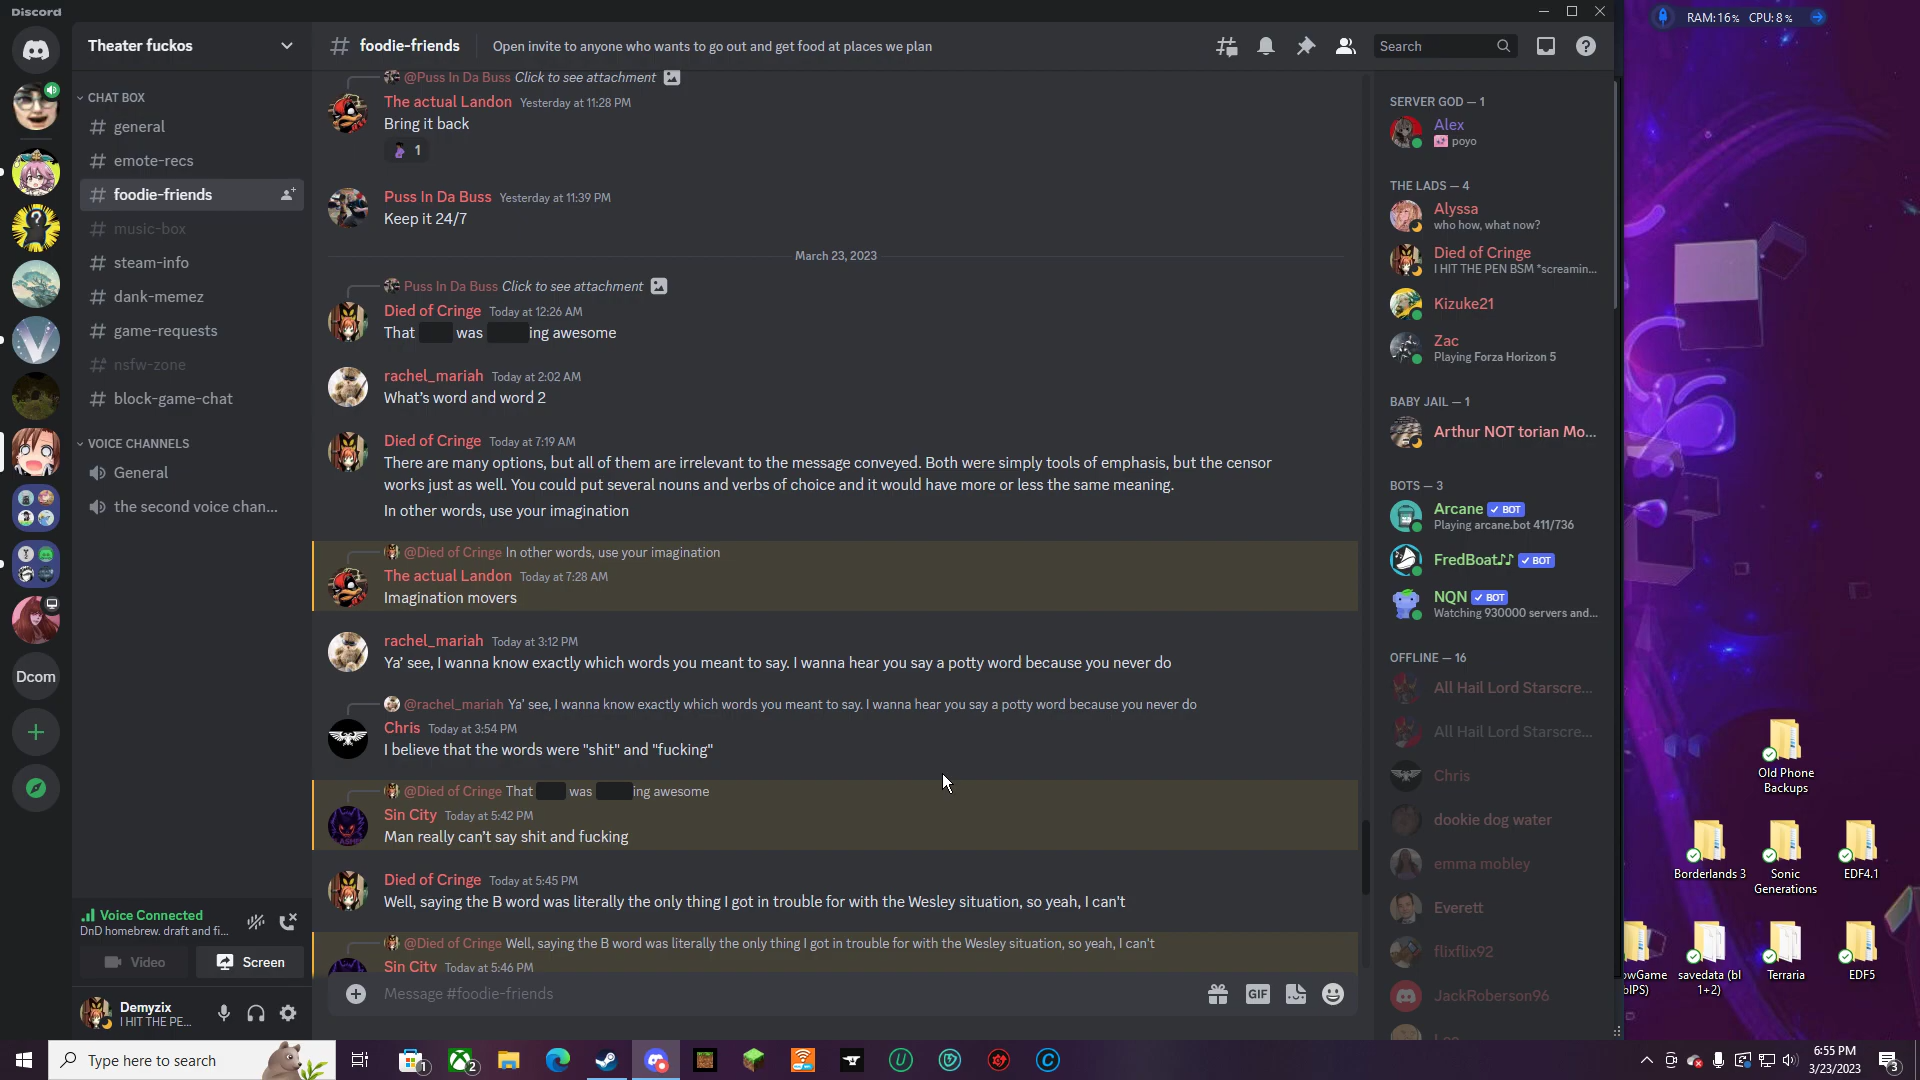 Discord
RAM:16% CPU:8%
Theater fuckos
foodie-friends
Open invite to anyone who wants to go out and get food at places we plan
Search
CHAT BOX
general
emote-recs
foodie-friends
music-box
steam-info
dank-memez
game-requests
nsfw-zone
block-game-chat
VOICE CHANNELS
General
the second voice chan...
Dcom
Voice Connected
DnD homebrew. draft and fi...
Video
Screen
Demyzix
I HIT THE PE...
@Puss In Da Buss Click to see attachment
The actual Landon Yesterday at 11:28 PM
Bring it back
1
Puss In Da Buss Yesterday at 11:39 PM
Keep it 24/7
March 23, 2023
Puss In Da Buss Click to see attachment
Died of Cringe Today at 12:26 AM
That was ing awesome
rachel_mariah Today at 2:02 AM
What's word and word 2
Died of Cringe Today at 7:19 AM
There are many options, but all of them are irrelevant to the message conveyed. Both were simply tools of emphasis, but the censor
works just as well. You could put several nouns and verbs of choice and it would have more or less the same meaning.
In other words, use your imagination
@Died of Cringe In other words, use your imagination
The actual Landon Today at 7:28 AM
Imagination movers
rachel_mariah Today at 3:12 PM
Ya' see, I wanna know exactly which words you meant to say. I wanna hear you say a potty word because you never do
@rachel_mariah Ya' see, I wanna know exactly which words you meant to say. I wanna hear you say a potty word because you never do
Chris Today at 3:54 PM
I believe that the words were "shit" and "fucking"
@Died of Cringe That was ing awesome
Sin City Today at 5:42 PM
Man really can't say shit and fucking
Died of Cringe Today at 5:45 PM
Well, saying the B word was literally the only thing I got in trouble for with the Wesley situation, so yeah, I can't
@Died of Cringe Well, saying the B word was literally the only thing I got in trouble for with the Wesley situation, so yeah, I can't
Sin City Today at 5:46 PM
Message #foodie-friends
GIF
SERVER GOD — 1
Alex
poyo
THE LADS — 4
Alyssa
who how, what now?
Died of Cringe
I HIT THE PEN BSM *screamin...
Kizuke21
Zac
Playing Forza Horizon 5
BABY JAIL — 1
Arthur NOT torian Mo...
BOTS — 3
Arcane BOT
Playing arcane.bot 411/736
FredBoat♪♪ BOT
NQN BOT
Watching 930000 servers and...
OFFLINE — 16
All Hail Lord Starscre...
All Hail Lord Starscre...
Chris
dookie dog water
emma mobley
Everett
flixflix92
JackRoberson96
Old Phone
Backups
Borderlands 3
Sonic
Generations
EDF4.1
owGame
savedata (bl
1+2)
Terraria
EDF5
Type here to search
1
2
6:55 PM
3/23/2023
3